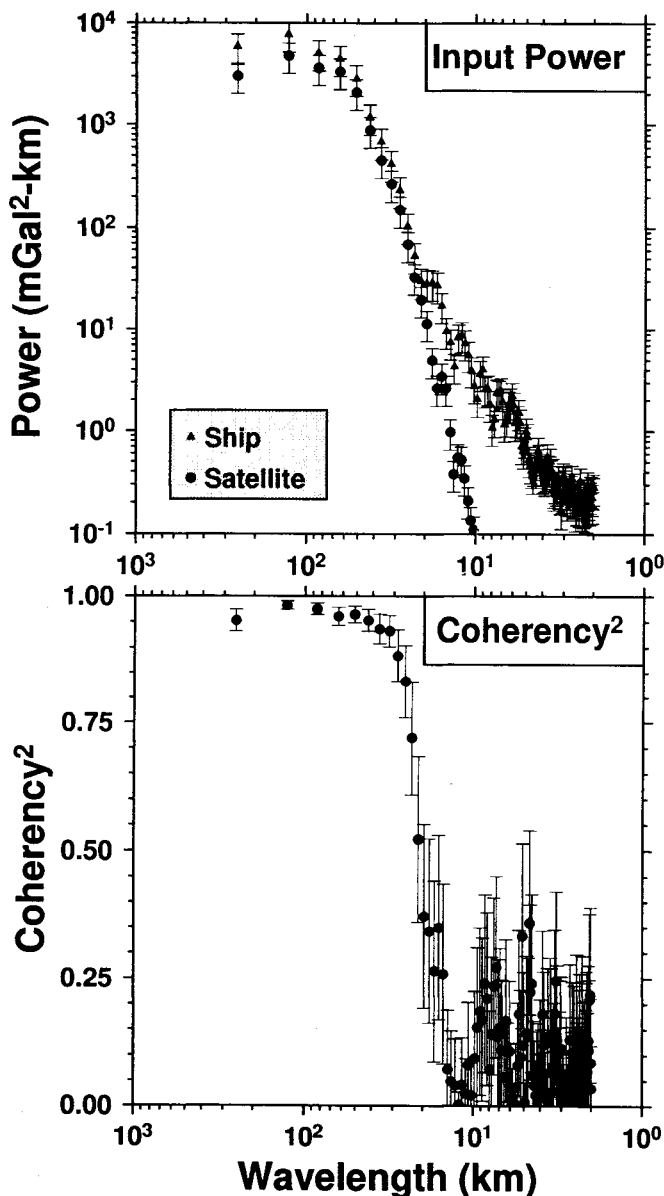 Input Power
Power (mGal²-km)
10⁴
10³
10²
10¹
10⁰
10⁻¹
Ship
Satellite
10³ 10² 10¹ 10⁰
Coherency²
Coherency²
1.00
0.75
0.50
0.25
0.00
10³ 10² 10¹ 10⁰
Wavelength (km)